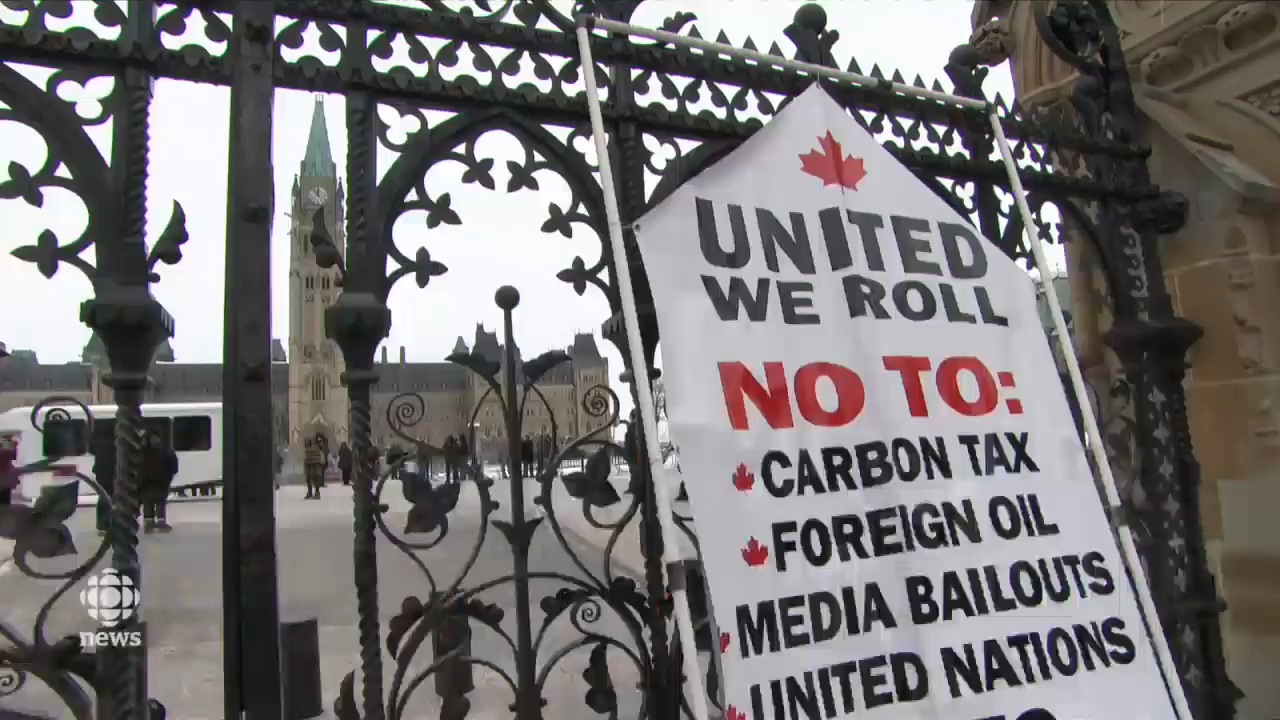 UNITED
WE ROLL
NO TO:
CARBON TAX
FOREIGN OIL
MEDIA BAILOUTS
UNITED NATIONS
news